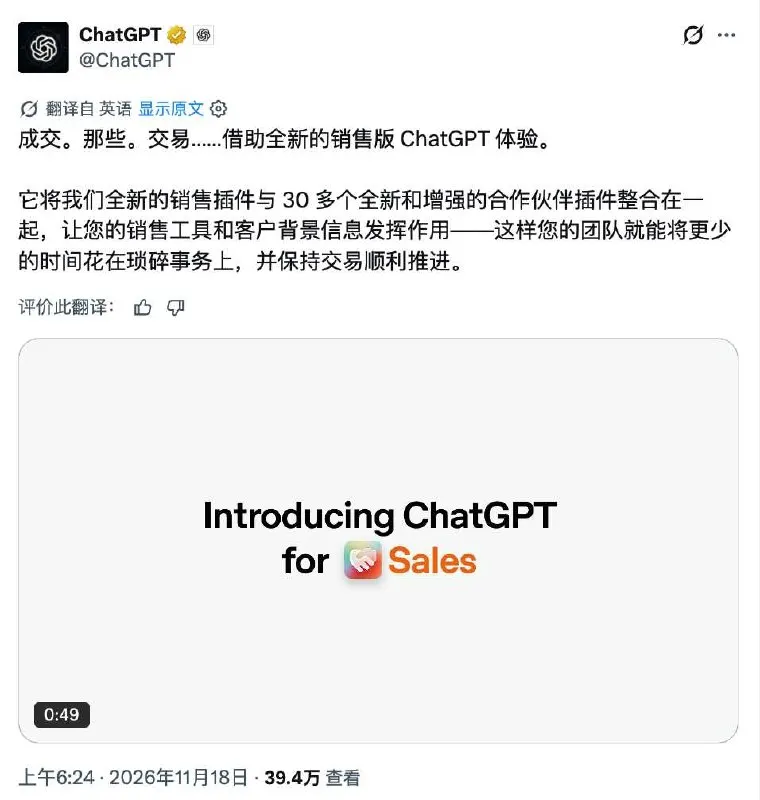 ChatGPT
@ChatGPT
翻译自 英语 显示原文
成交。那些。交易……借助全新的销售版 ChatGPT 体验。
它将我们全新的销售插件与 30 多个全新和增强的合作伙伴插件整合在一
起，让您的销售工具和客户背景信息发挥作用——这样您的团队就能将更少
的时间花在琐碎事务上，并保持交易顺利推进。
评价此翻译：
Introducing ChatGPT
for Sales
0:49
上午6:24 · 2026年11月18日 · 39.4万 查看